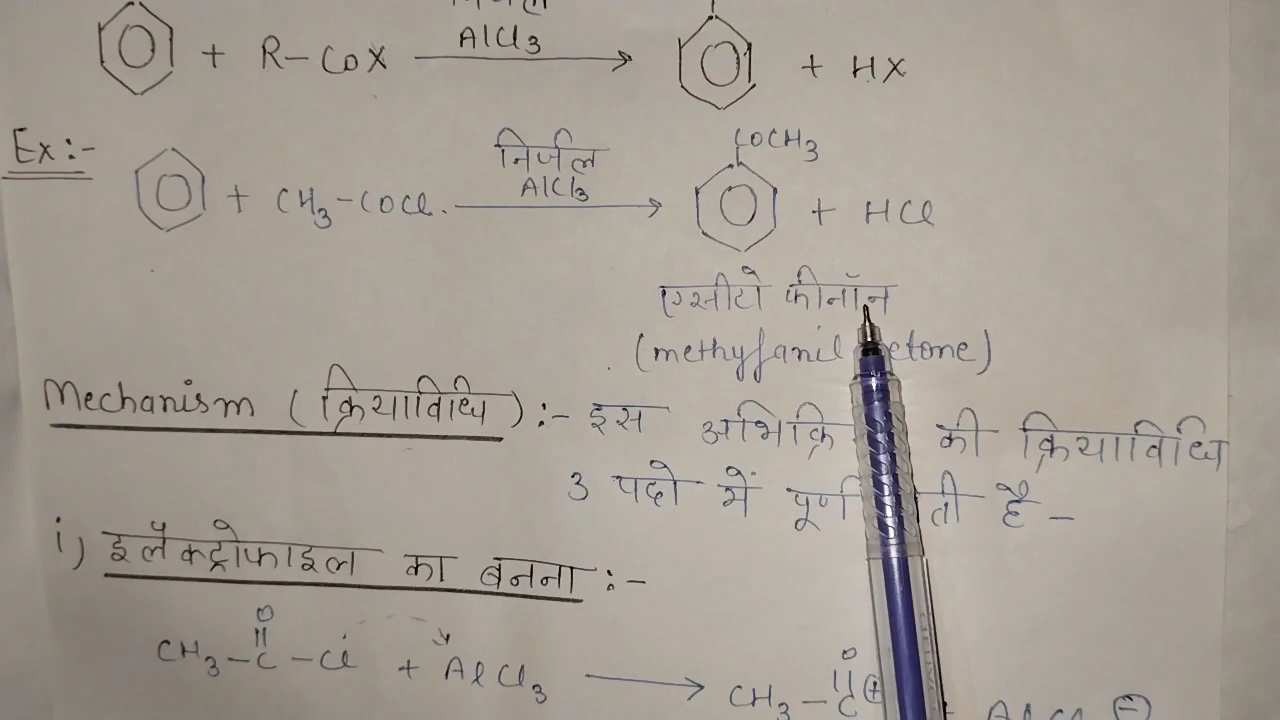 AlCl3
+ R-COX → + HX
Ex:-
COCH3
निर्जल
AlCl3
+ CH3-COCl. → + HCl
एसीटो फीनॉन
(methyfanil etone)
Mechanism (क्रियाविधि) :- इस अभिक्रि की क्रियाविधि
3 पदो में पूर्ण ती है -
i) इलैक्ट्रोफाइल का बनना :-
O
CH3-C-Cl + AlCl3 → CH3-C
O
⊕